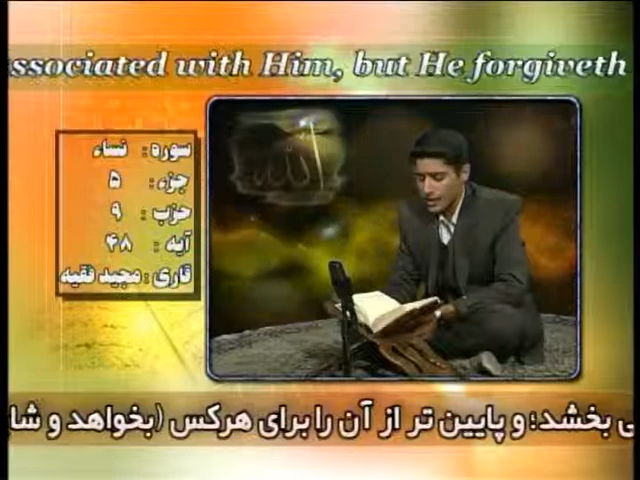 ssociated with Him, but He forgiveth
سوره : نساء
جزء : ۵
حزب : ۹
آیه : ۴۸
قاری : مجید فقیه
الله
ی بخشد؛ و پایین تر از آن را برای هرکس (بخواهد و شا